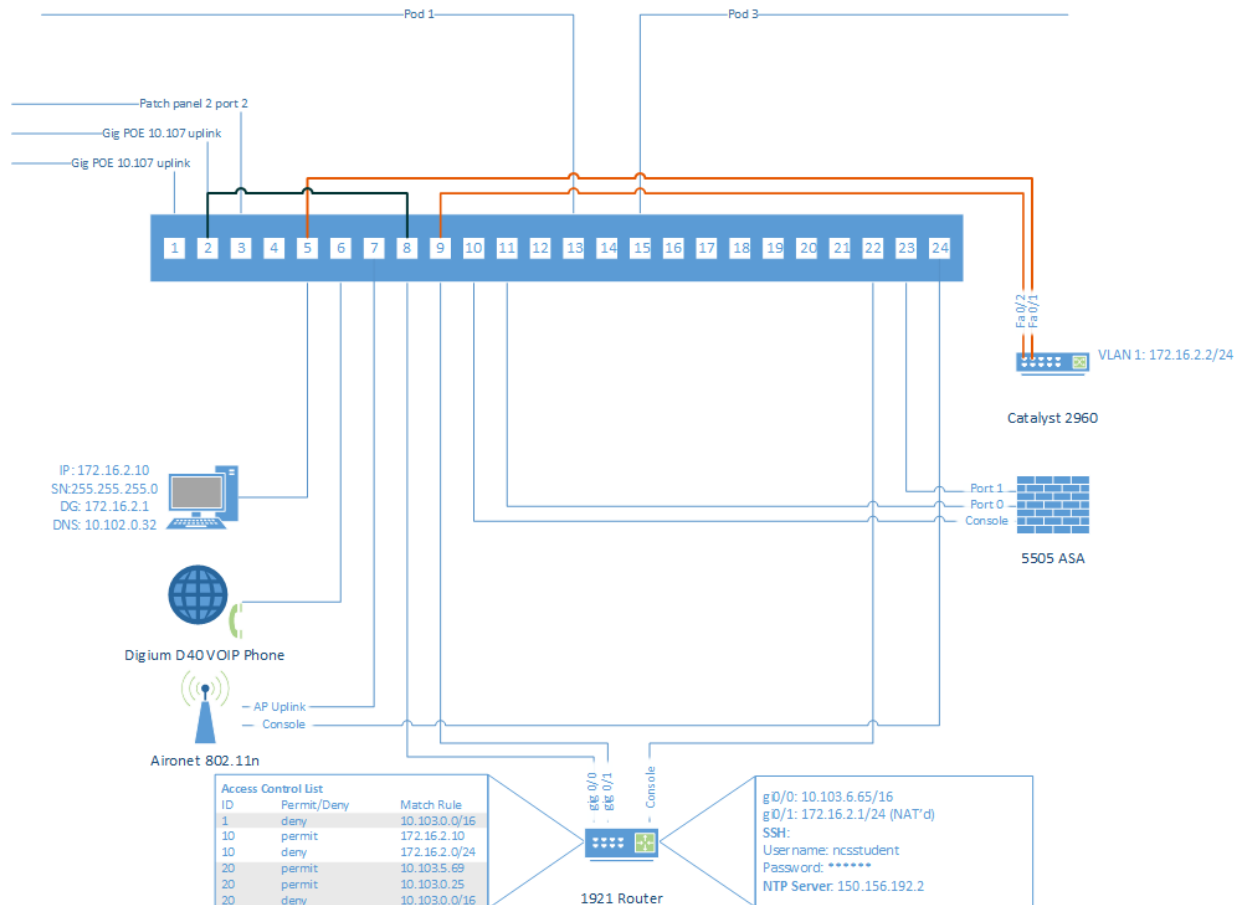 Pod 1
Pod 3
Patch panel 2 port 2
Gig POE 10.107 uplink
Gig POE 10.107 uplink
1 2 3 4 5 6 7 8 9 10 11 12 13 14 15 16 17 18 19 20 21 22 23 24
Fa 0/2
Fa 0/1
VLAN 1: 172.16.2.2/24
Catalyst 2960
IP: 172.16.2.10
SN:255.255.255.0
DG: 172.16.2.1
DNS: 10.102.0.32
Port 1
Port 0
Console
5505 ASA
Digium D40 VOIP Phone
AP Uplink
Console
Aironet 802.11n
gig 0/0
gig 0/1
Console
Access Control List
ID Permit/Deny Match Rule
1 deny 10.103.0.0/16
10 permit 172.16.2.10
10 deny 172.16.2.0/24
20 permit 10.103.5.69
20 permit 10.103.0.25
20 deny 10.103.0.0/16
1921 Router
gi0/0: 10.103.6.65/16
gi0/1: 172.16.2.1/24 (NAT'd)
SSH:
Username: ncsstudent
Password: ******
NTP Server: 150.156.192.2